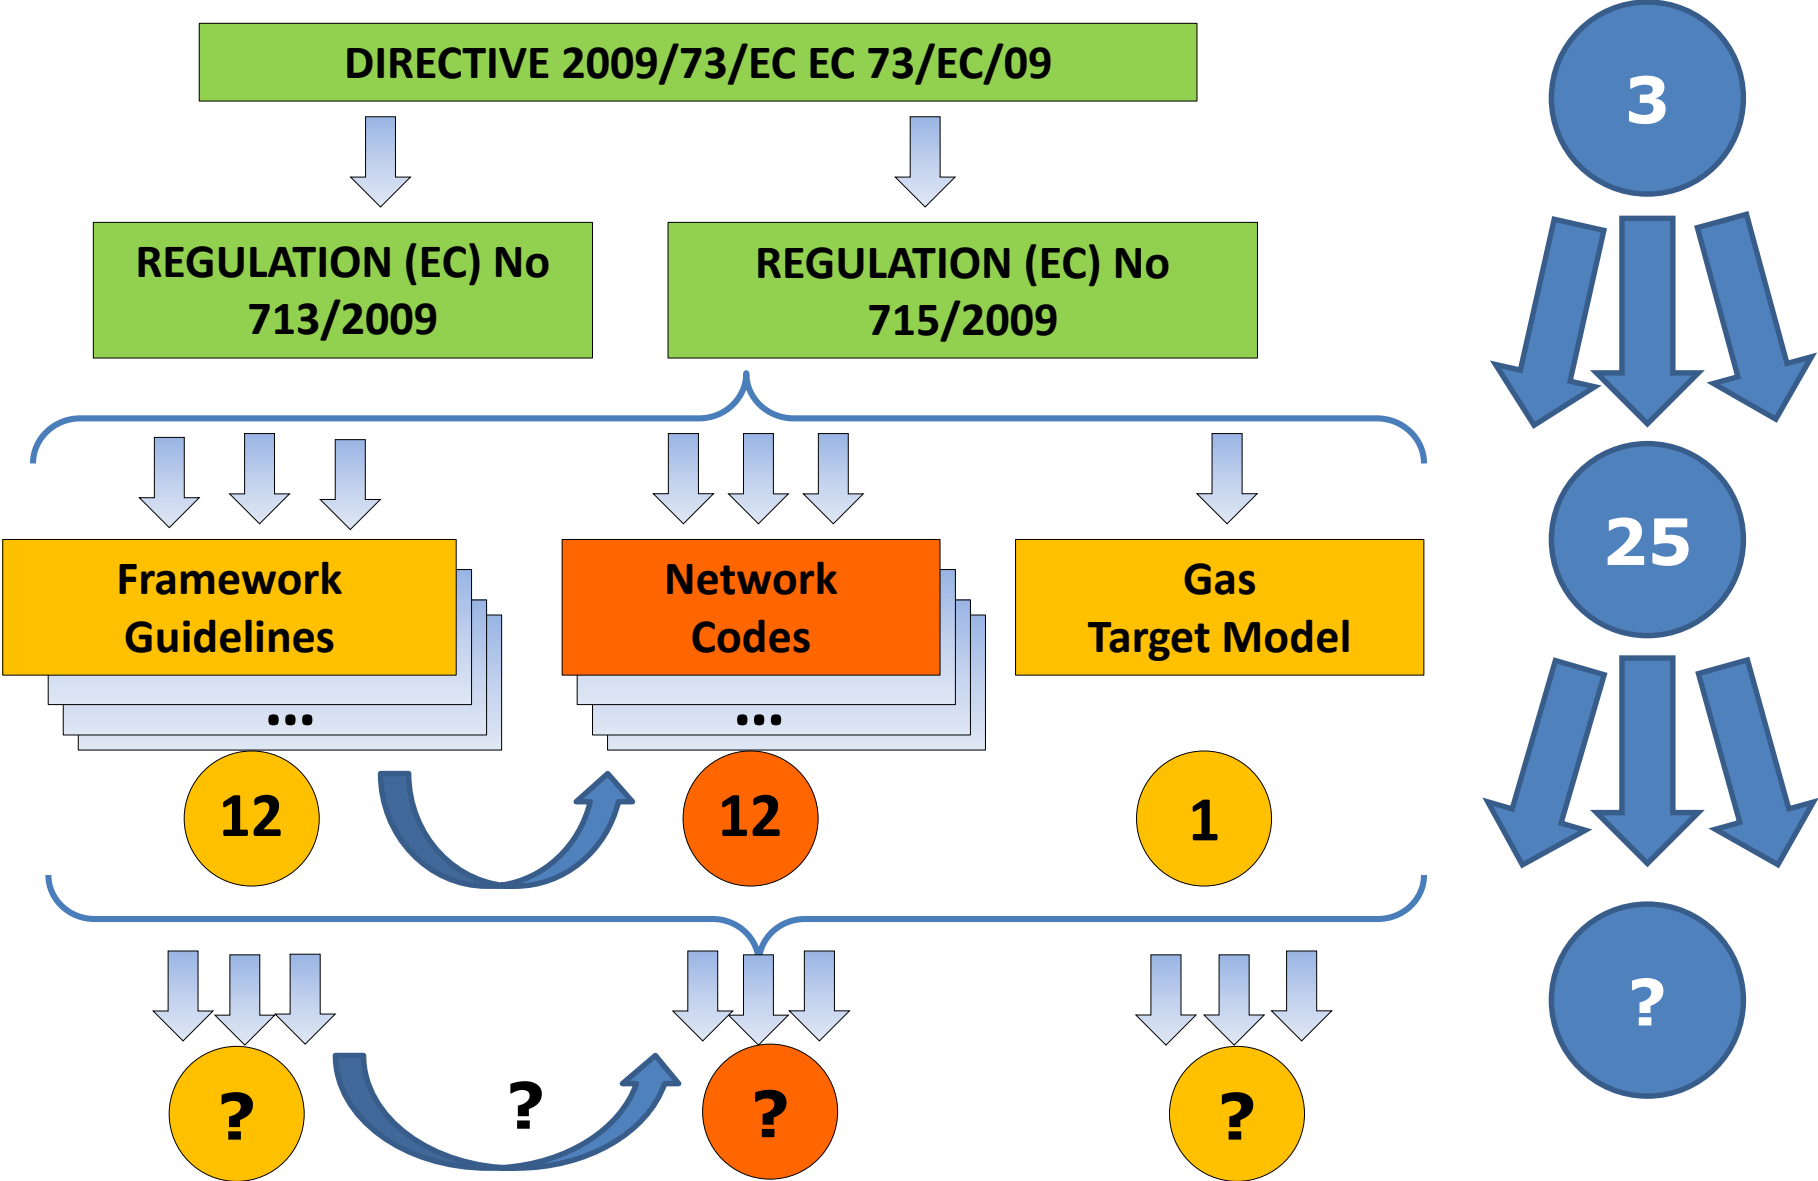 DIRECTIVE 2009/73/EC EC 73/EC/09
3
REGULATION (EC) No
713/2009
REGULATION (EC) No
715/2009
Framework
Guidelines
...
Network
Codes
...
Gas
Target Model
25
12
12
1
?
?
?
?
?